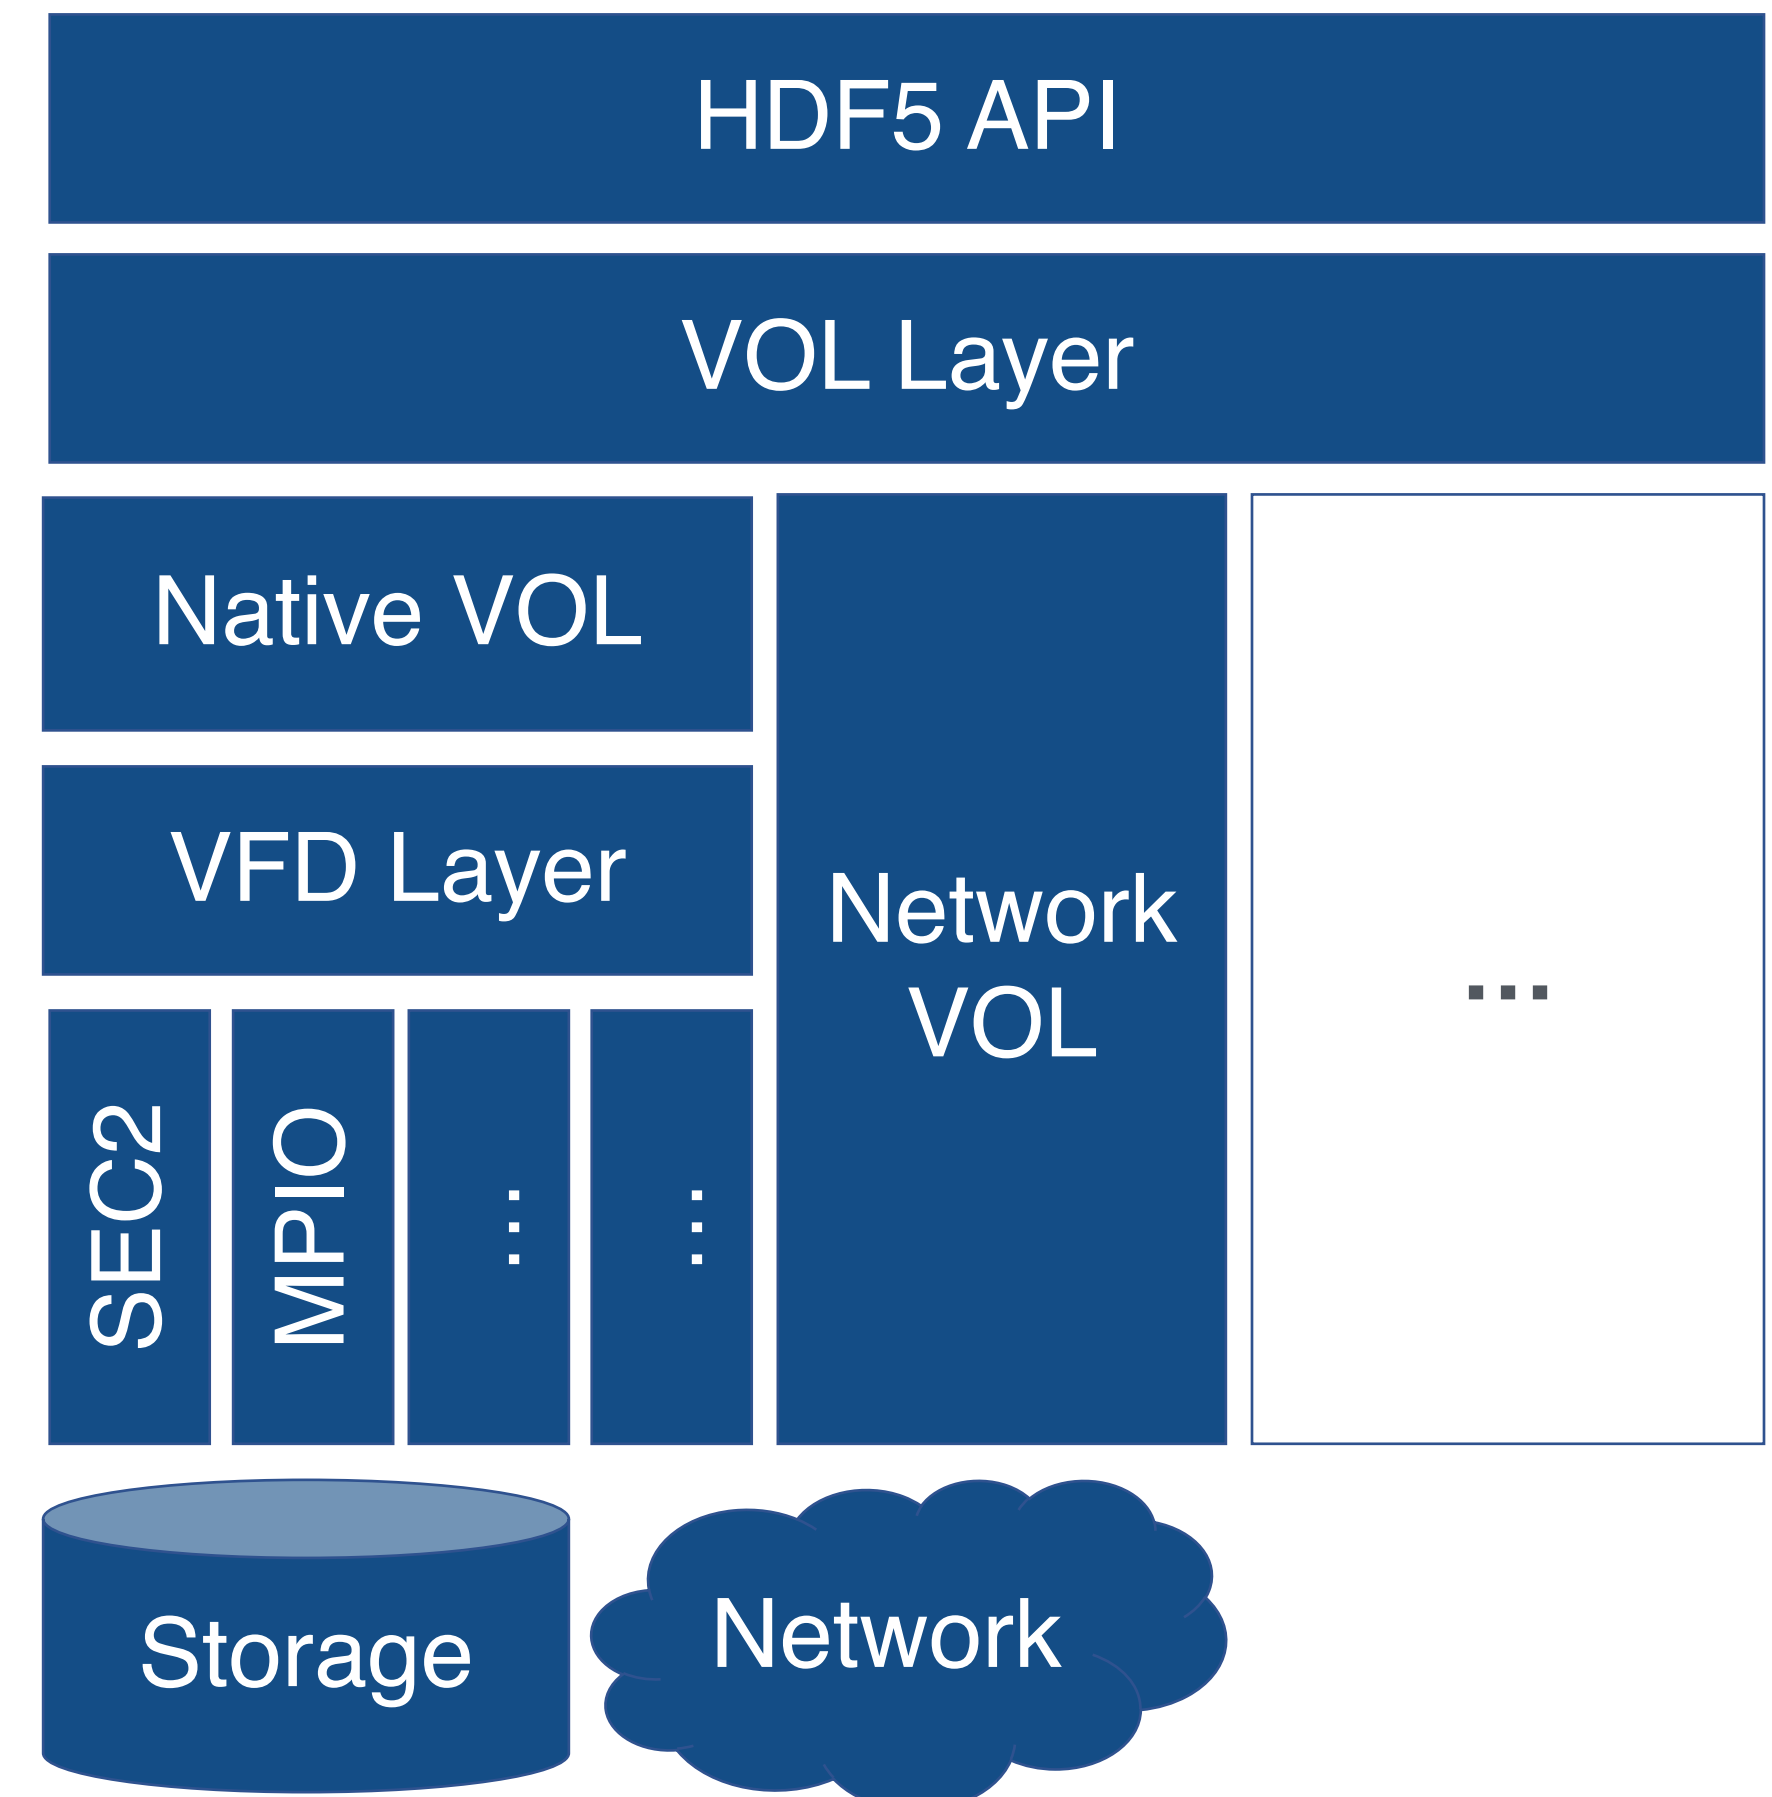 HDF5 API
VOL Layer
Native VOL
VFD Layer
Network
VOL
...
SEC2
MPIO
...
...
Storage
Network